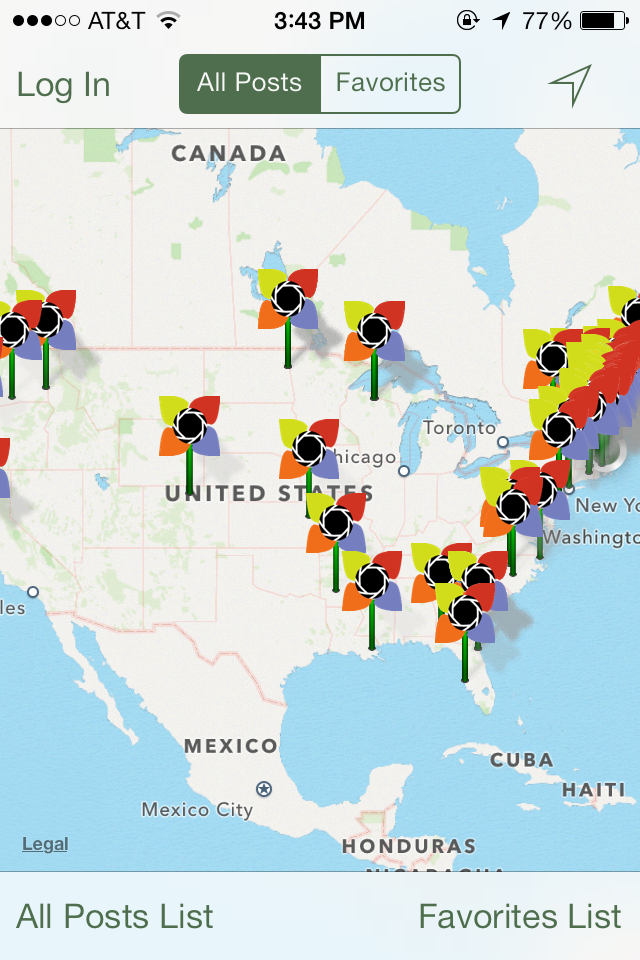 AT&T 3:43 PM 77%
Log In All Posts Favorites
CANADA
Toronto
hicago
UNITED STATES
New Yo
Washingto
les
MEXICO
CUBA
HAITI
Mexico City
Legal
HONDURAS
NICARAGUA
All Posts List Favorites List